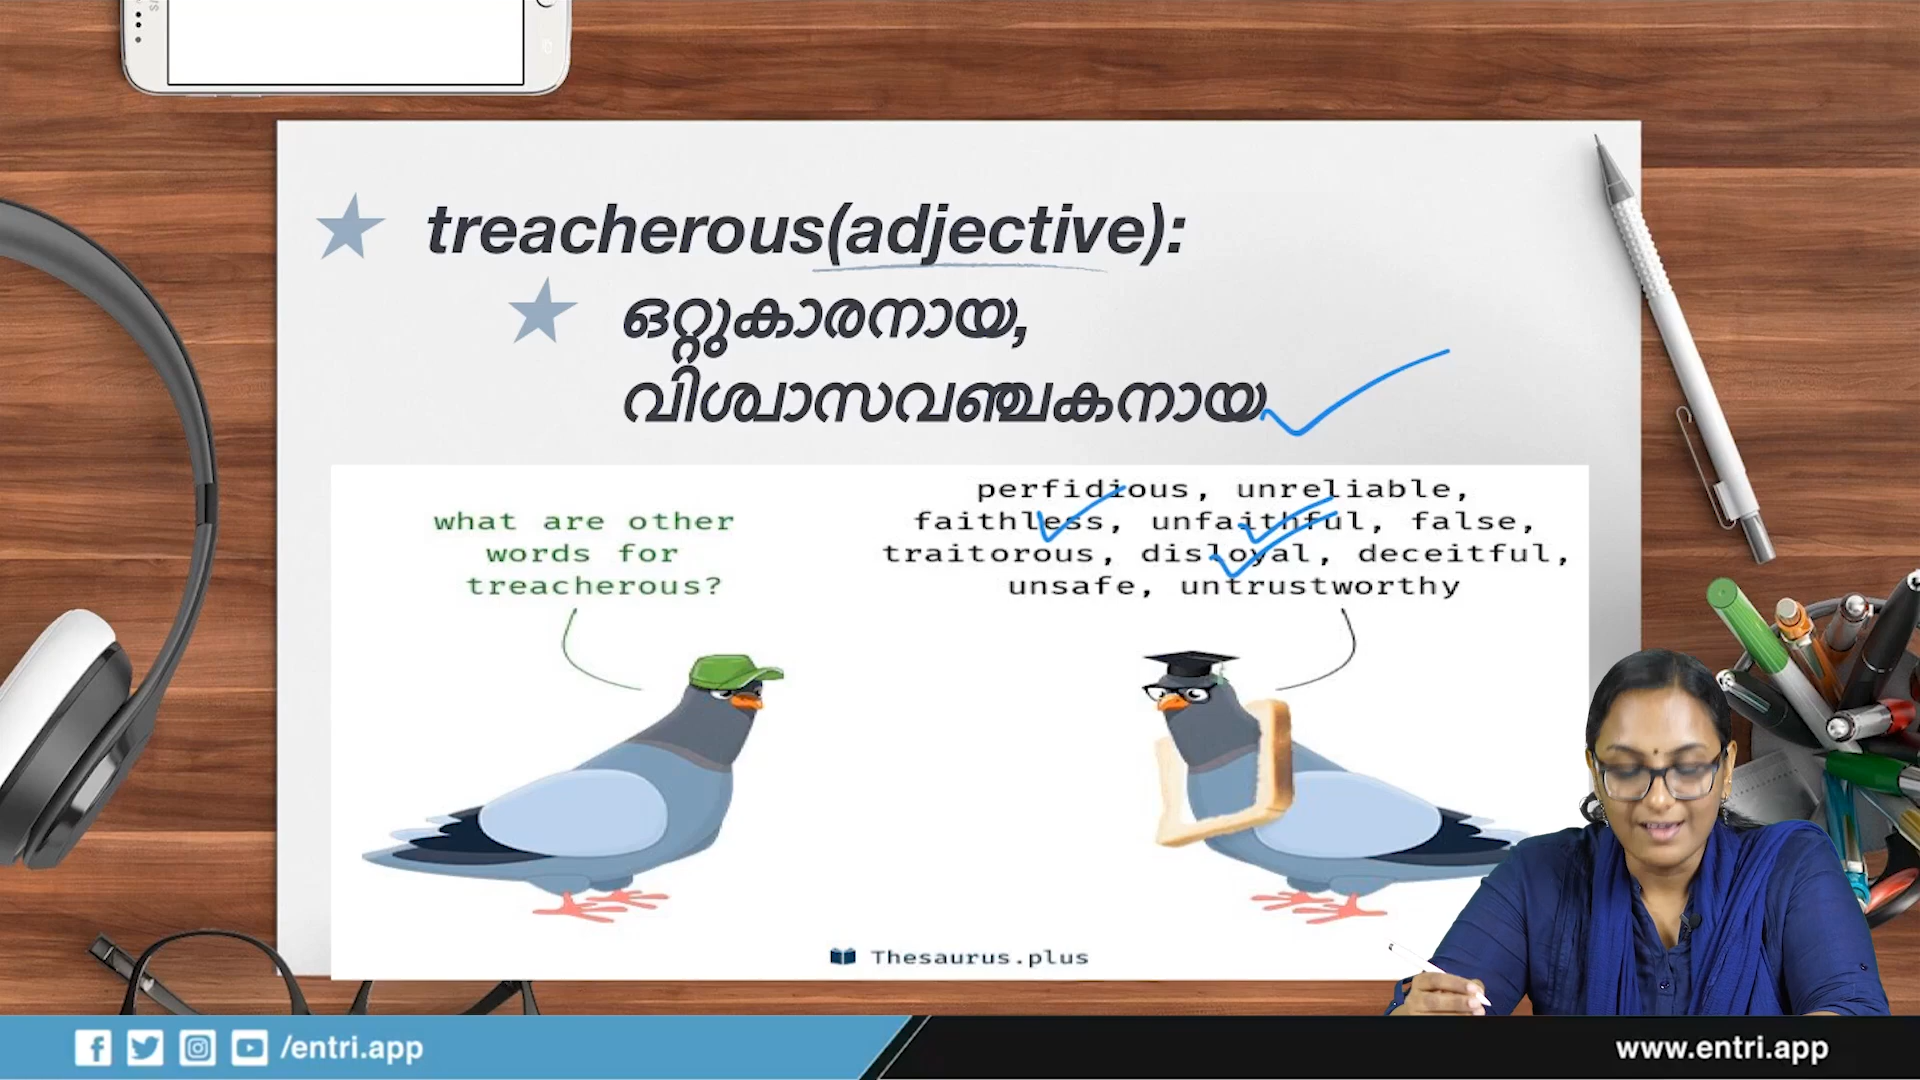 treacherous(adjective):
ഒറ്റുകാരനായ,
വിശ്വാസവഞ്ചകനായ
what are other
words for
treacherous?
perfidious, unreliable,
faithless, unfaithful, false,
traitorous, disloyal, deceitful,
unsafe, untrustworthy
Thesaurus.plus
/entri.app
www.entri.app